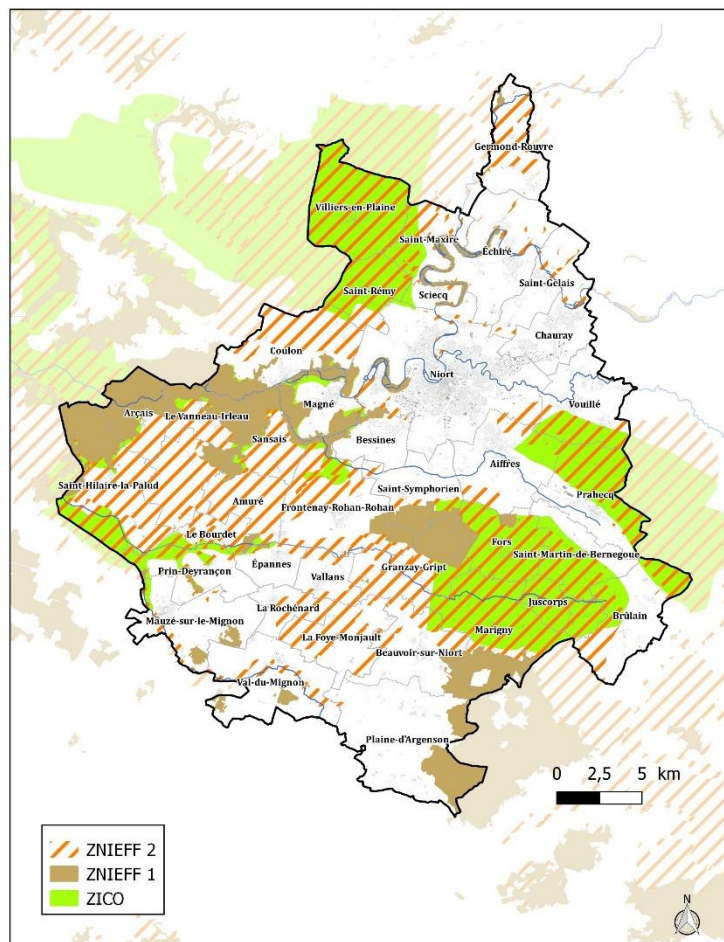 Germond-Rouvre
Villiers-en-Plaine
Saint-Maxire
Échiré
Saint-Gelais
Saint-Rémy
Sciecq
Chauray
Coulon
Niort
Magné
Vouillé
Arçais
Le Vanneau-Irleau
Sansais
Bessines
Aiffres
Saint-Hilaire-la-Palud
Saint-Symphorien
Prahecq
Amuré
Frontenay-Rohan-Rohan
Le Bourdet
Fors
Saint-Martin-de-Bernegoue
Épannes
Prin-Deyrançon
Granzay-Gript
Vallans
Juscorps
La Rochénard
Brûlain
Mauzé-sur-le-Mignon
Marigny
La Foye-Monjault
Beauvoir-sur-Niort
Val-du-Mignon
Plaine-d'Argenson
0 2,5 5 km
ZNIEFF 2
ZNIEFF 1
ZICO
N